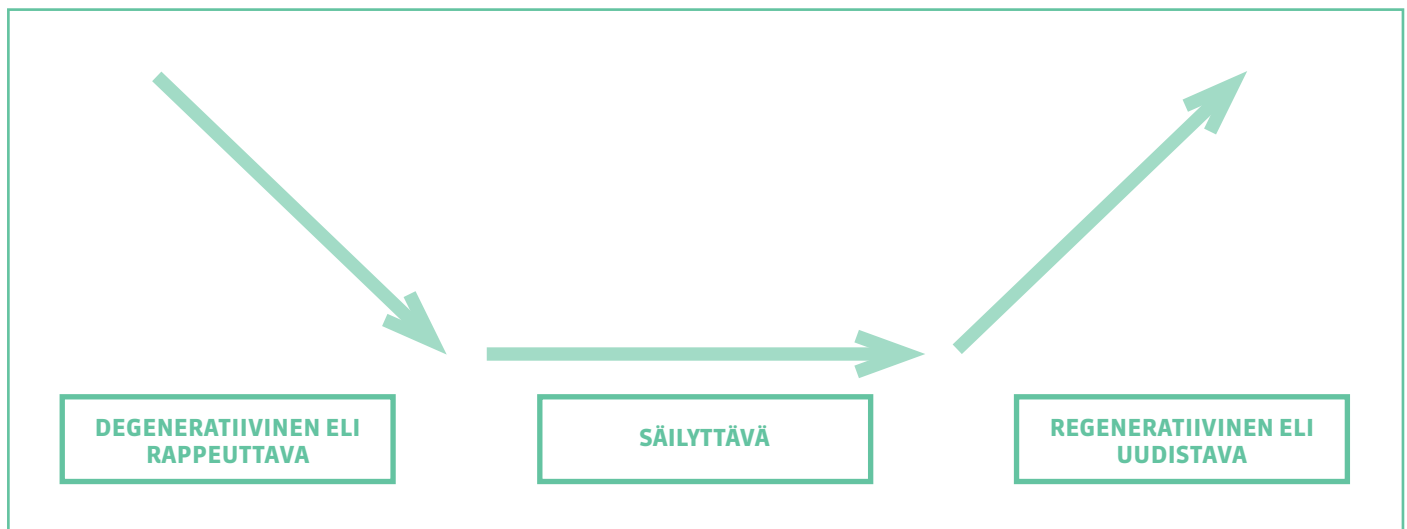 DEGENERATIIVINEN ELI
RAPPEUTTAVA
SÄILYTTÄVÄ
REGENERATIIVINEN ELI
UUDISTAVA